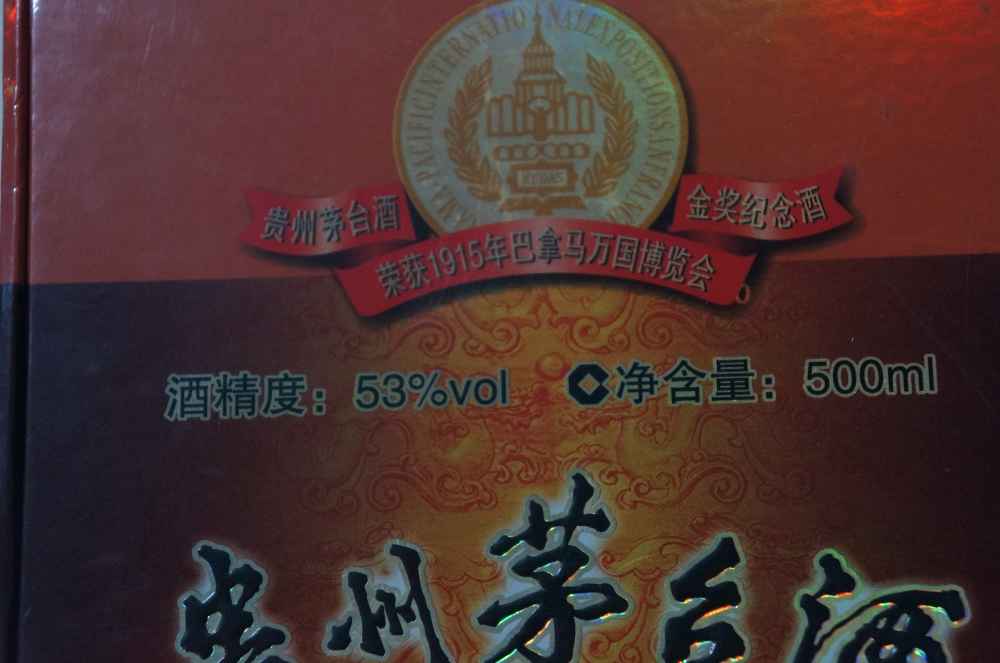 PACIFICINTERNATIONALEXPOSITIONSANFRAN
贵州茅台酒
金奖纪念酒
荣获1915年巴拿马万国博览会
酒精度：53%vol 净含量：500ml
贵州茅台酒